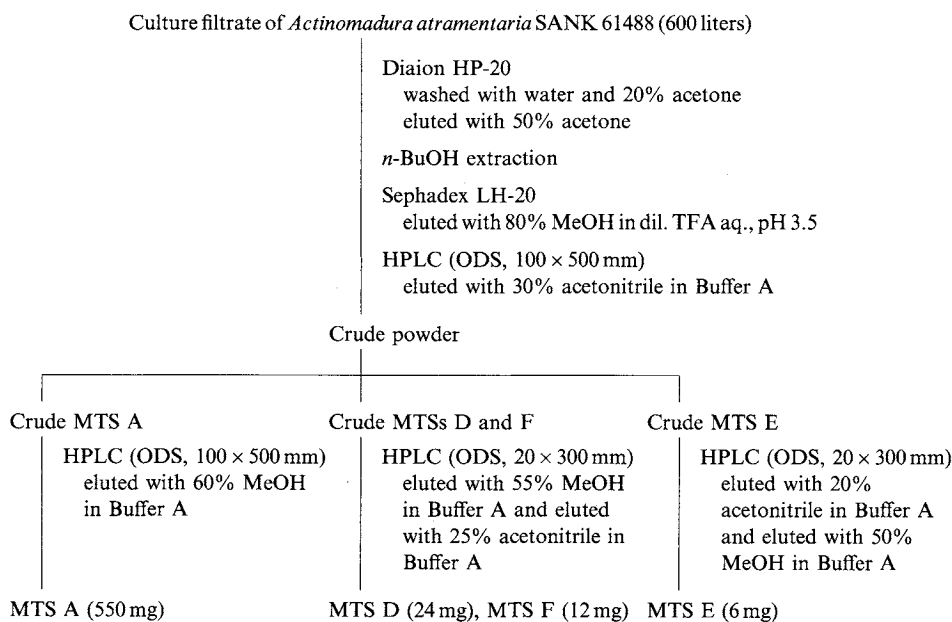 Culture filtrate of Actinomadura atramentaria SANK 61488 (600 liters)
Diaion HP-20
washed with water and 20% acetone
eluted with 50% acetone
n-BuOH extraction
Sephadex LH-20
eluted with 80% MeOH in dil. TFA aq., pH 3.5
HPLC (ODS, 100 × 500 mm)
eluted with 30% acetonitrile in Buffer A
Crude powder
Crude MTS A
HPLC (ODS, 100 × 500 mm)
eluted with 60% MeOH
in Buffer A
MTS A (550 mg)
Crude MTSs D and F
HPLC (ODS, 20 × 300 mm)
eluted with 55% MeOH
in Buffer A and eluted
with 25% acetonitrile in
Buffer A
MTS D (24 mg), MTS F (12 mg)
Crude MTS E
HPLC (ODS, 20 × 300 mm)
eluted with 20%
acetonitrile in Buffer A
and eluted with 50%
MeOH in Buffer A
MTS E (6 mg)